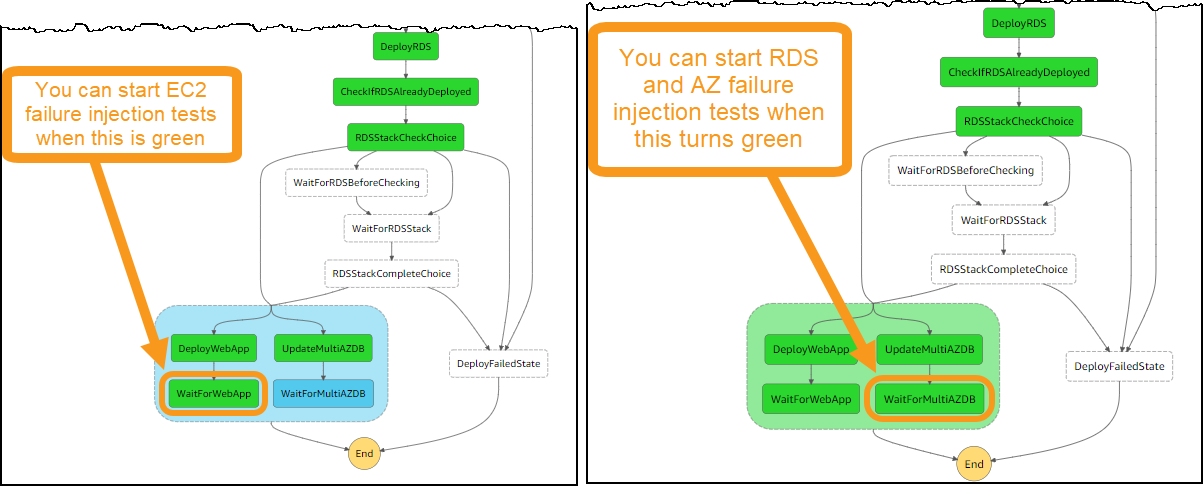 You can start EC2
failure injection tests
when this is green
DeployRDS
CheckIfRDSAlreadyDeployed
RDSStackCheckChoice
WaitForRDSBeforeChecking
WaitForRDSStack
RDSStackCompleteChoice
DeployWebApp
UpdateMultiAZDB
DeployFailedState
WaitForWebApp
WaitForMultiAZDB
End
You can start RDS
and AZ failure
injection tests when
this turns green
DeployRDS
CheckIfRDSAlreadyDeployed
RDSStackCheckChoice
WaitForRDSBeforeChecking
WaitForRDSStack
RDSStackCompleteChoice
DeployWebApp
UpdateMultiAZDB
DeployFailedState
WaitForWebApp
WaitForMultiAZDB
End